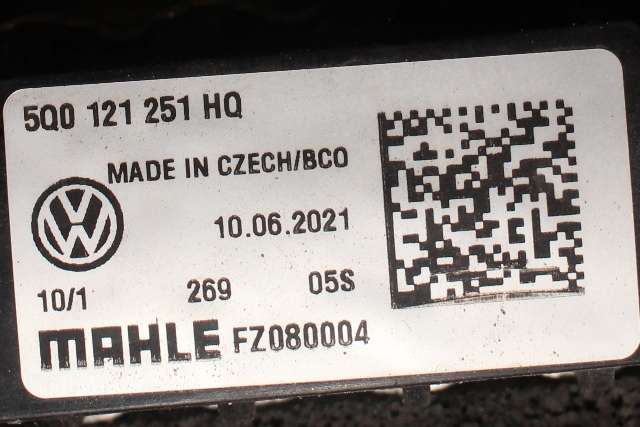 5Q0 121 251 HQ
MADE IN CZECH/BCO
10.06.2021
10/1 269 05S
MAHLE FZ080004